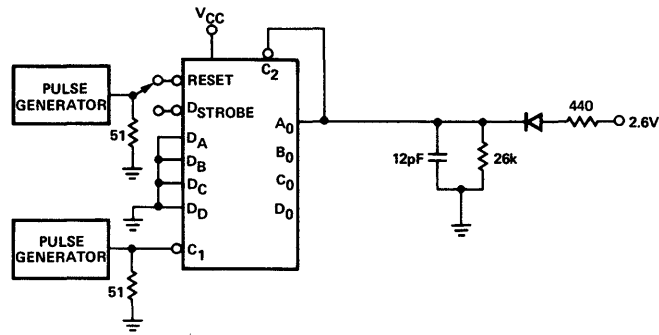 VCC
PULSE
GENERATOR
51
RESET
DSTROBE
DA
DB
DC
DD
C1
C2
A0
B0
C0
D0
12pF
26k
440
2.6V
PULSE
GENERATOR
51